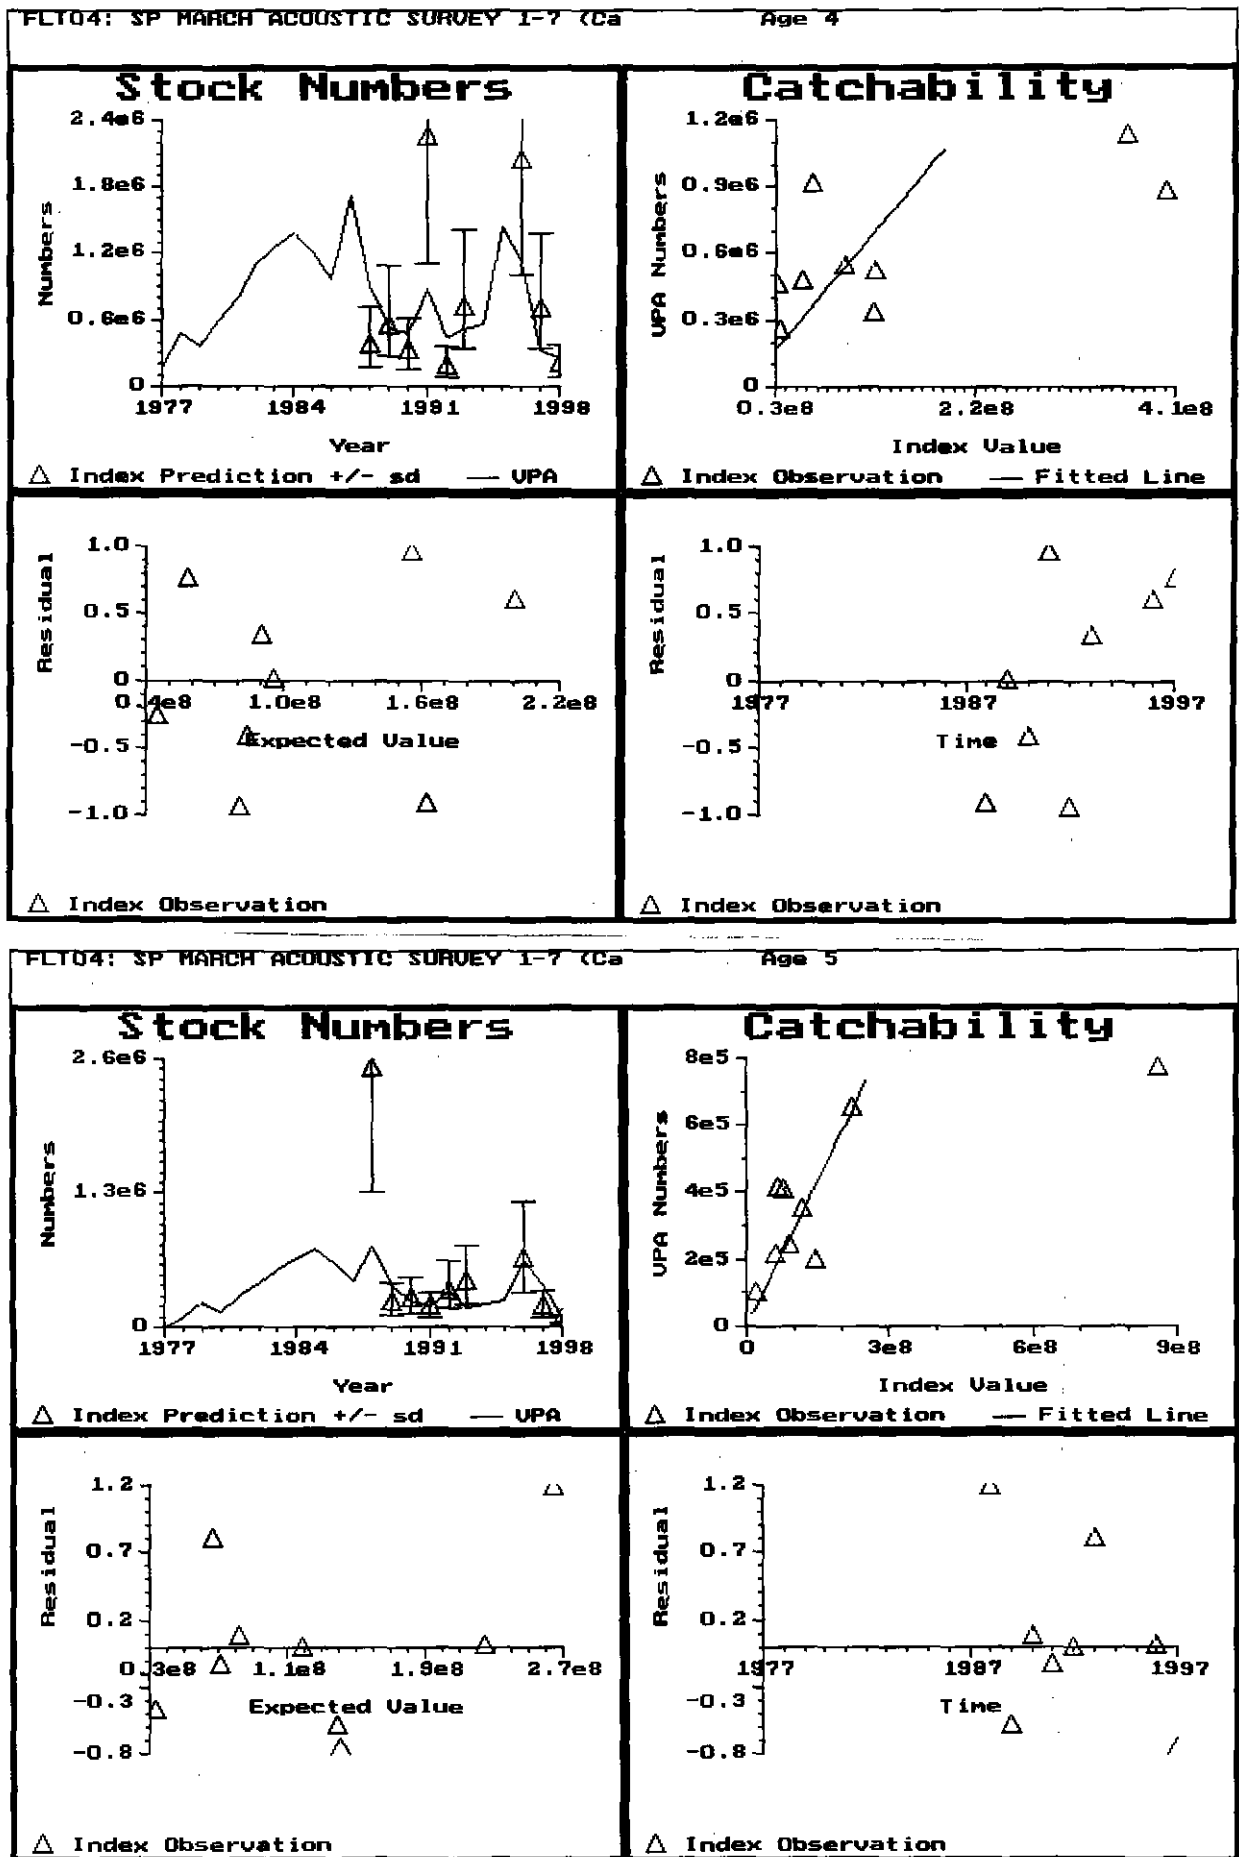 FLT04: SP MARCH ACOUSTIC SURVEY 1-7 (Ca Age 4
Stock Numbers
2.4e6
1.8e6
1.2e6
0.6e6
0
Numbers
1977 1984 1991 1998
Year
Index Prediction +/- sd VPA
Catchability
1.2e6
0.9e6
0.6e6
0.3e6
0
VPA Numbers
0.3e8 2.2e8 4.1e8
Index Value
Index Observation Fitted Line
1.0
0.5
0
-0.5
-1.0
Residual
0.4e8 1.0e8 1.6e8 2.2e8
Expected Value
Index Observation
1.0
0.5
0
-0.5
-1.0
Residual
1977 1987 1997
Time
Index Observation
FLT04: SP MARCH ACOUSTIC SURVEY 1-7 (Ca Age 5
Stock Numbers
2.6e6
1.3e6
0
Numbers
1977 1984 1991 1998
Year
Index Prediction +/- sd VPA
Catchability
8e5
6e5
4e5
2e5
0
VPA Numbers
0 3e8 6e8 9e8
Index Value
Index Observation Fitted Line
1.2
0.7
0.2
-0.3
-0.8
Residual
0.3e8 1.1e8 1.9e8 2.7e8
Expected Value
Index Observation
1.2
0.7
0.2
-0.3
-0.8
Residual
1977 1987 1997
Time
Index Observation